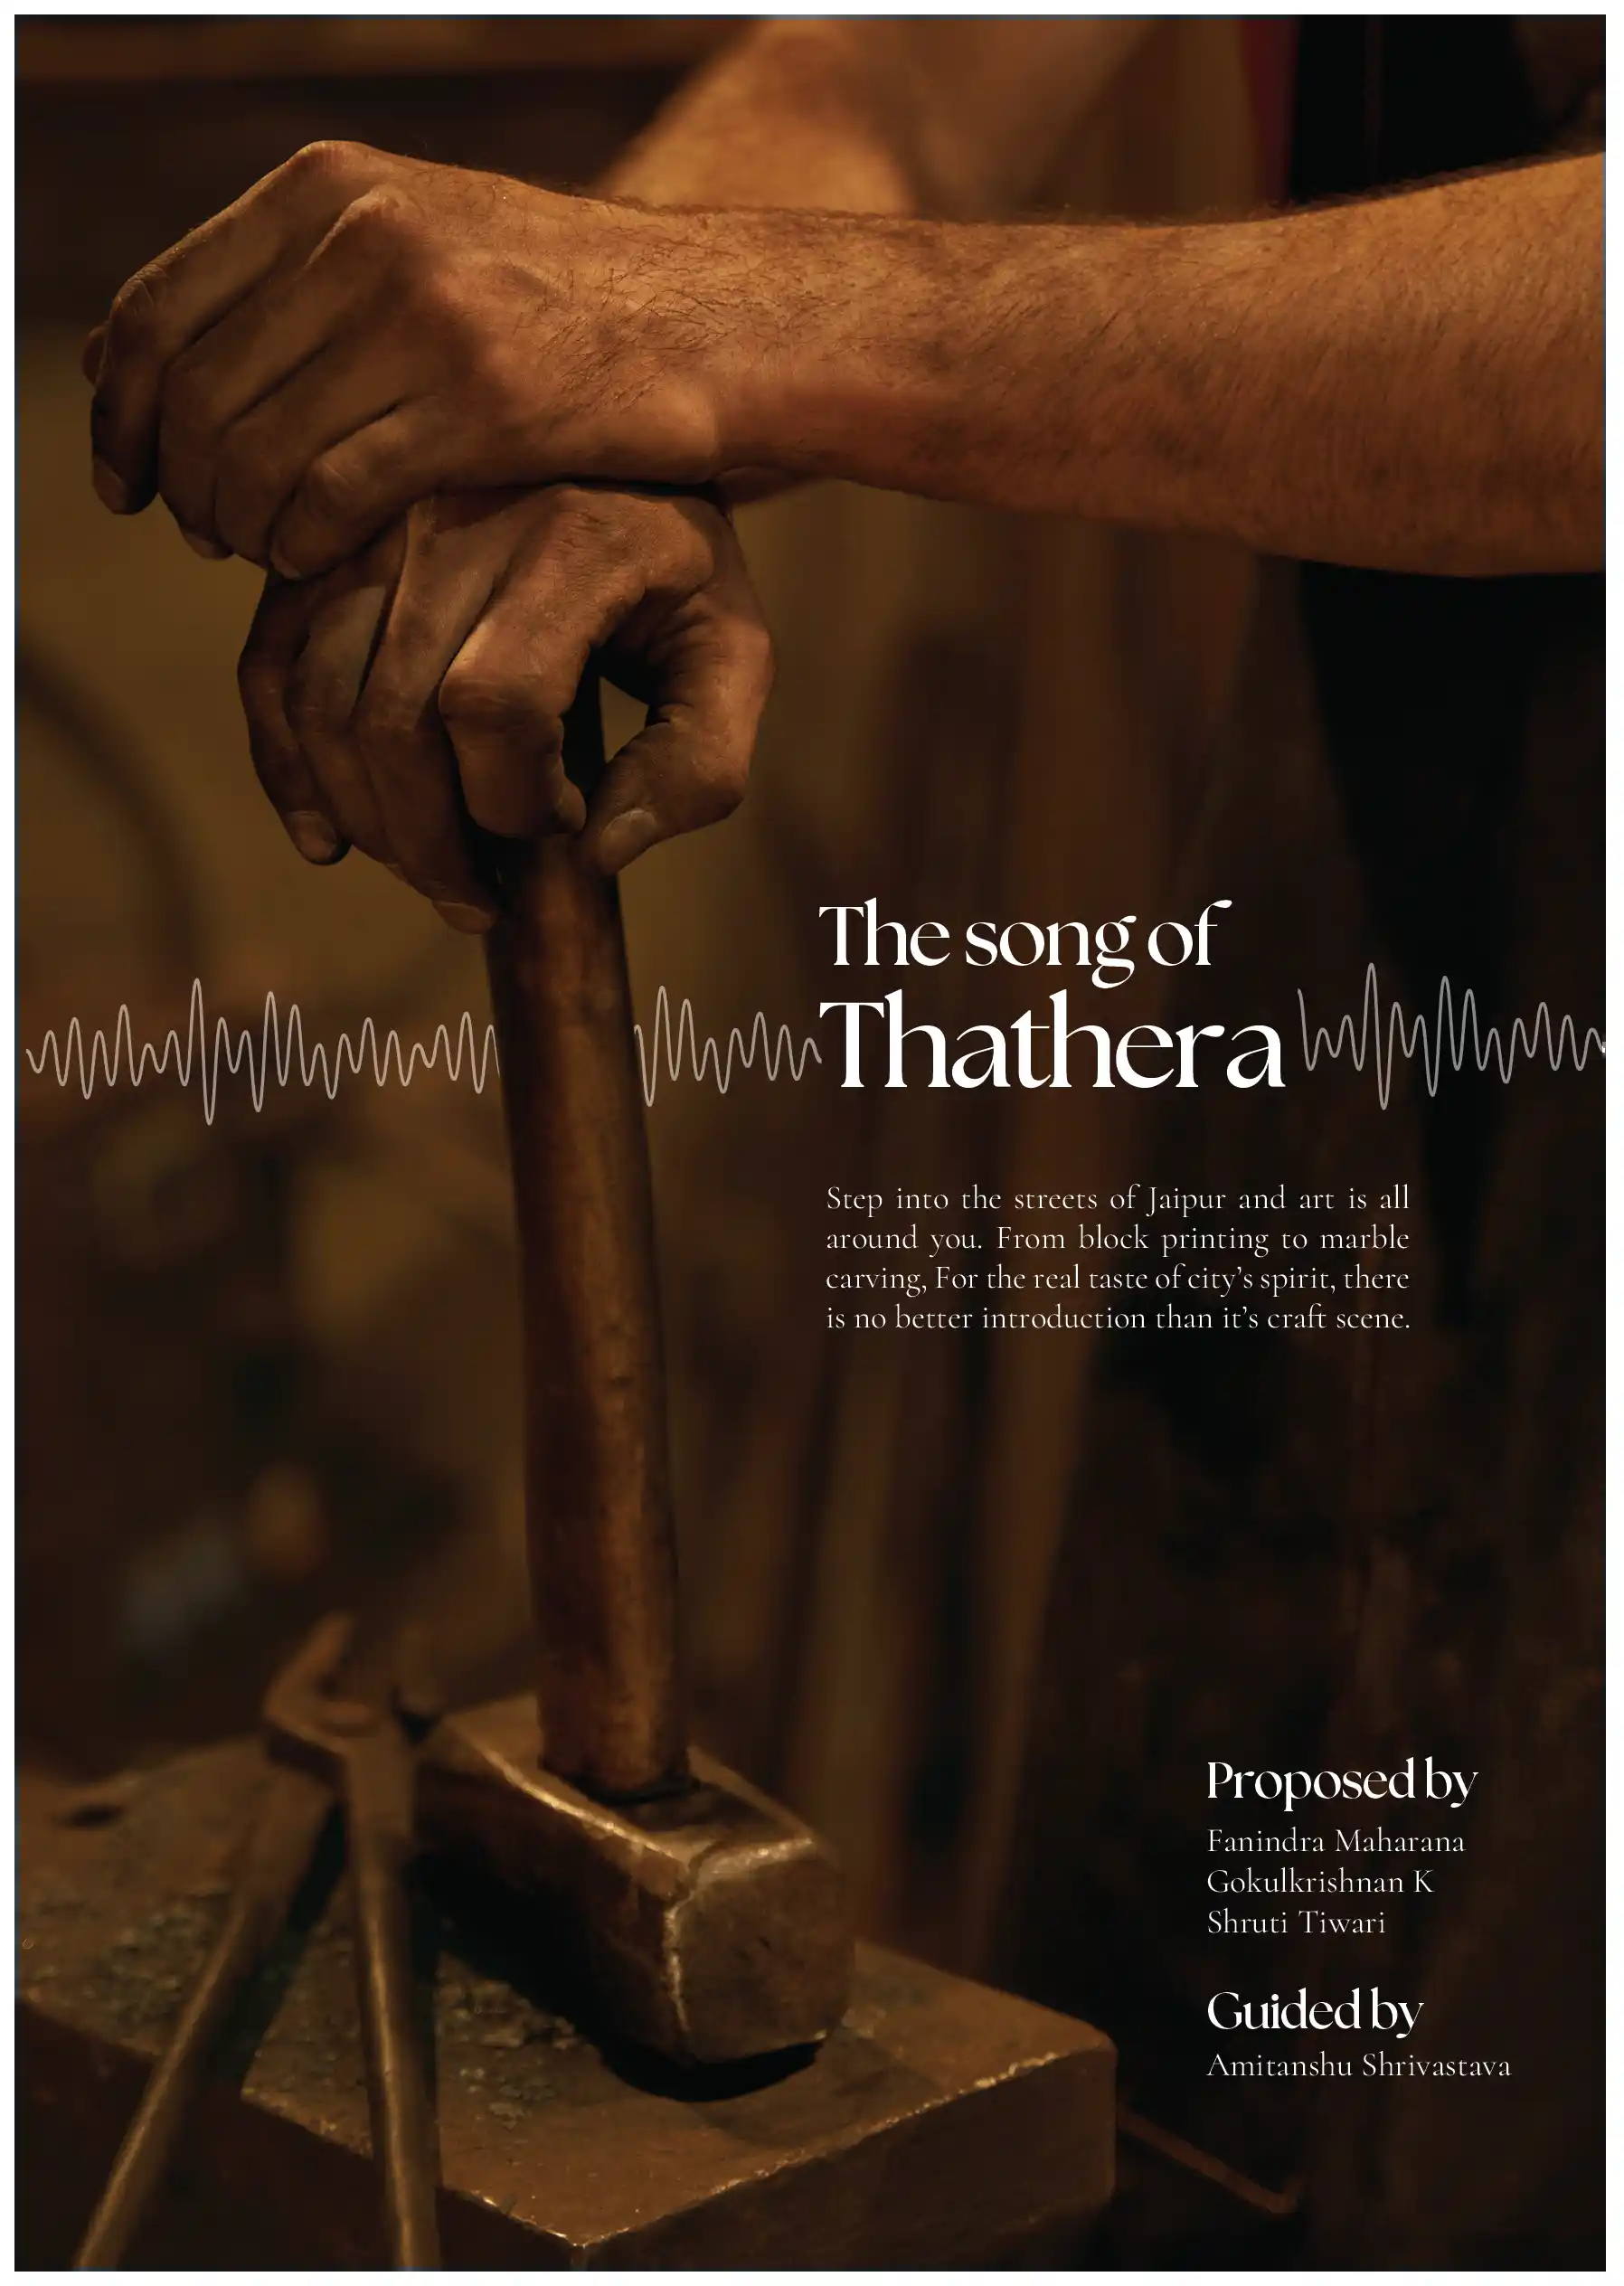 The song of
Thathera
Step into the streets of Jaipur and art is all
around you. From block printing to marble
carving, For the real taste of city’s spirit, there
is no better introduction than it’s craft scene.
Proposed by
Fanindra Maharana
Gokulkrishnan K
Shruti Tiwari
Guided by
Amitanshu Shrivastava